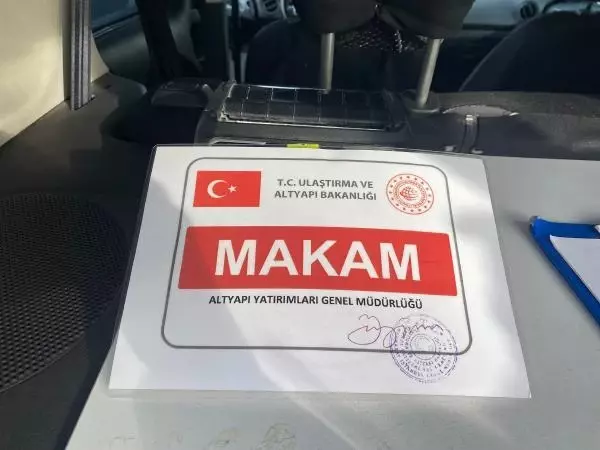 T.C. ULAŞTIRMA VE
ALTYAPI BAKANLIĞI
MAKAM
ALTYAPI YATIRIMLARI GENEL MÜDÜRLÜĞÜ